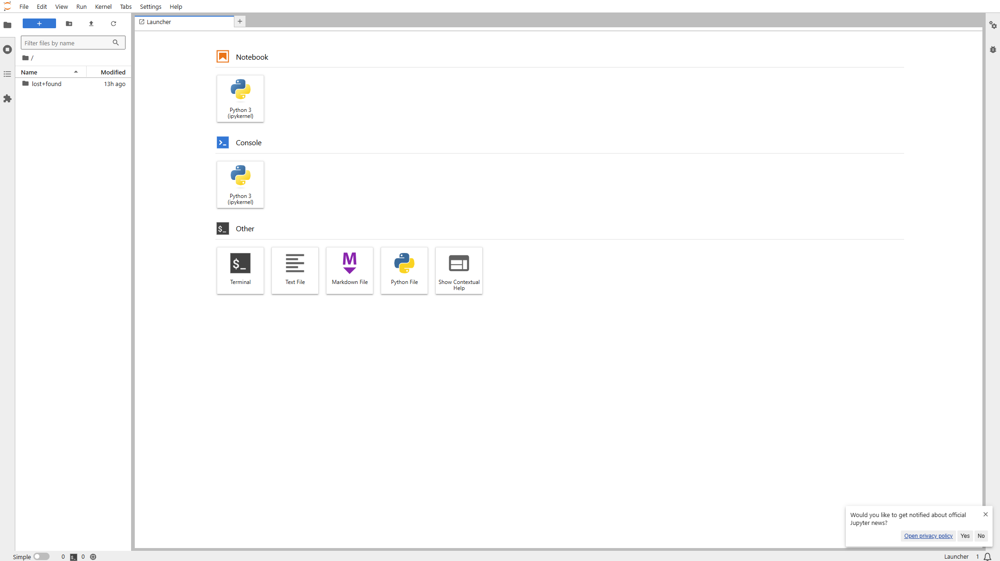 File Edit View Run Kernel Tabs Settings Help
Launcher
Filter files by name
/
Name Modified
lost+found 13h ago
Notebook
Python 3
(ipykernel)
Console
Python 3
(ipykernel)
$_ Other
$_
M
Terminal Text File Markdown File Python File Show Contextual
Help
Would you like to get notified about official
Jupyter news?
Open privacy policy Yes No
Simple 0 $_ 0 Launcher 1